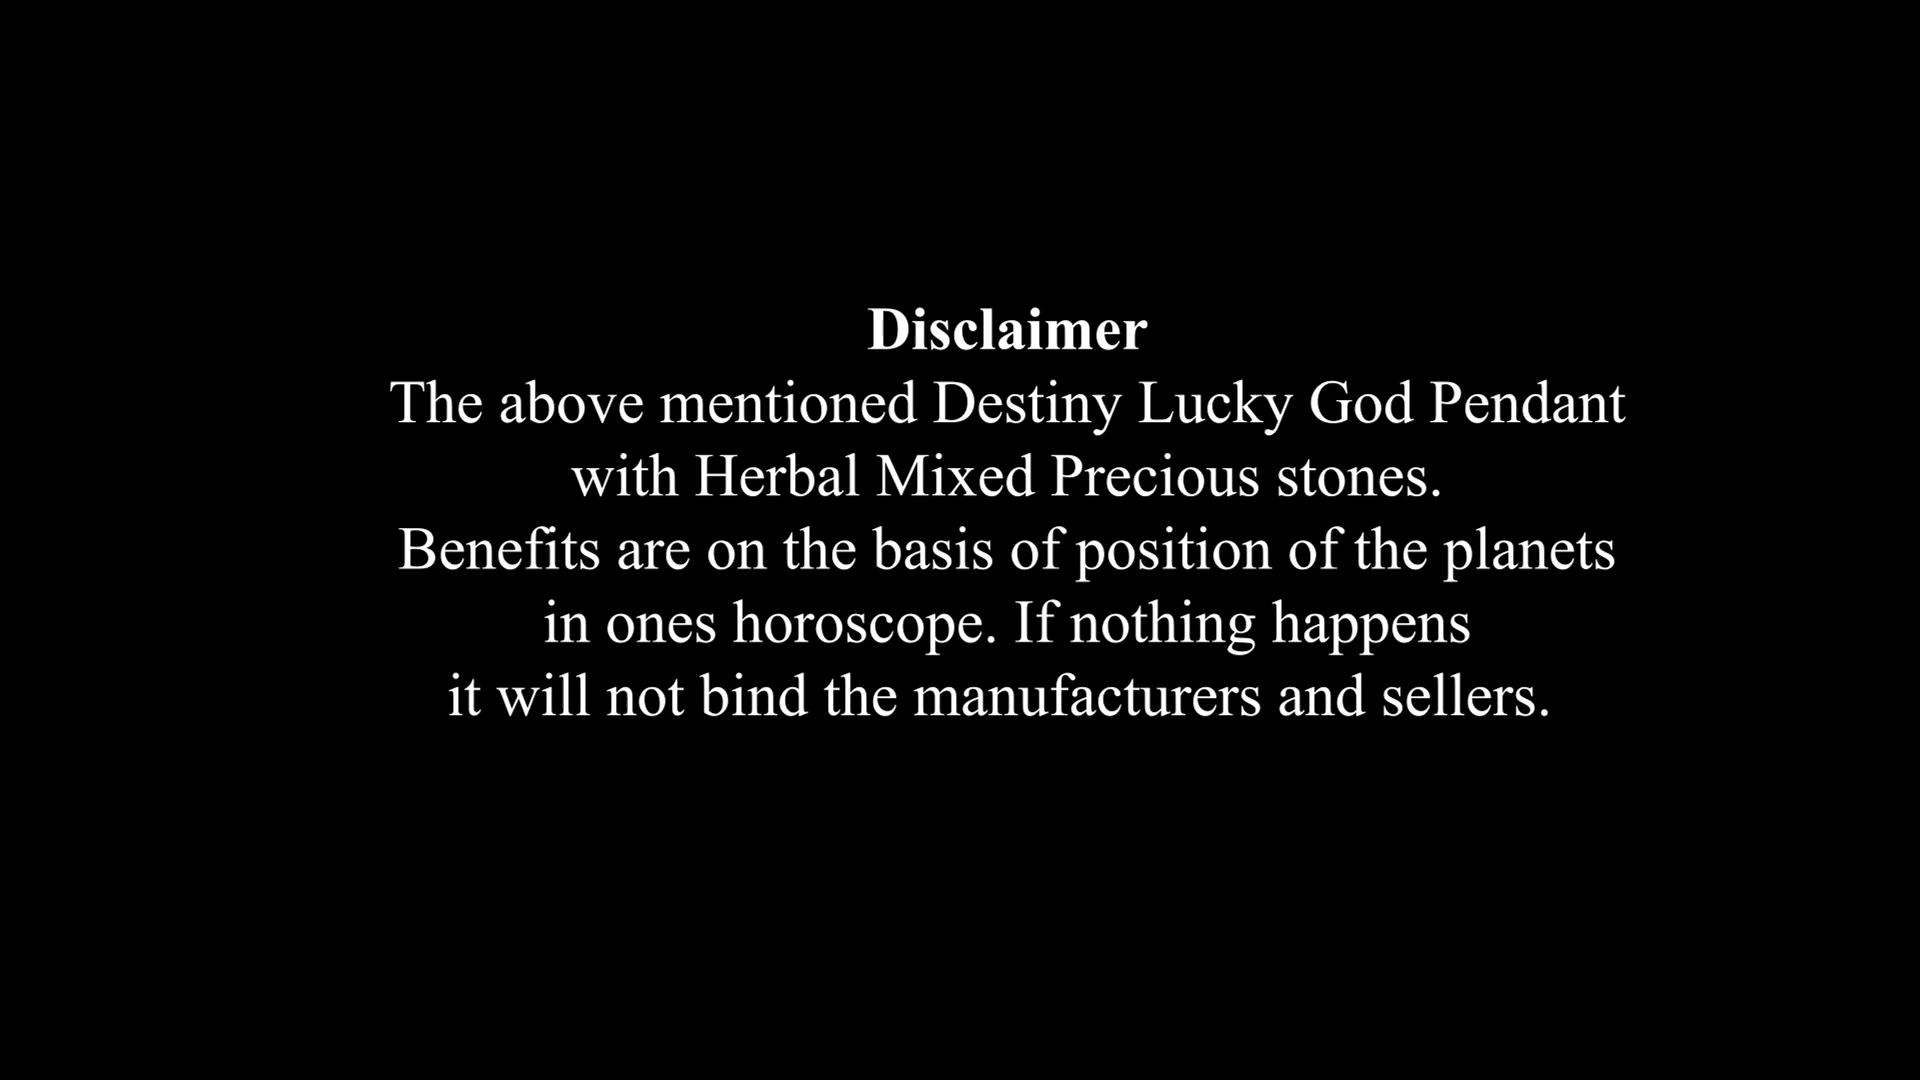 Disclaimer
The above mentioned Destiny Lucky God Pendant
with Herbal Mixed Precious stones.
Benefits are on the basis of position of the planets
in ones horoscope. If nothing happens
it will not bind the manufacturers and sellers.